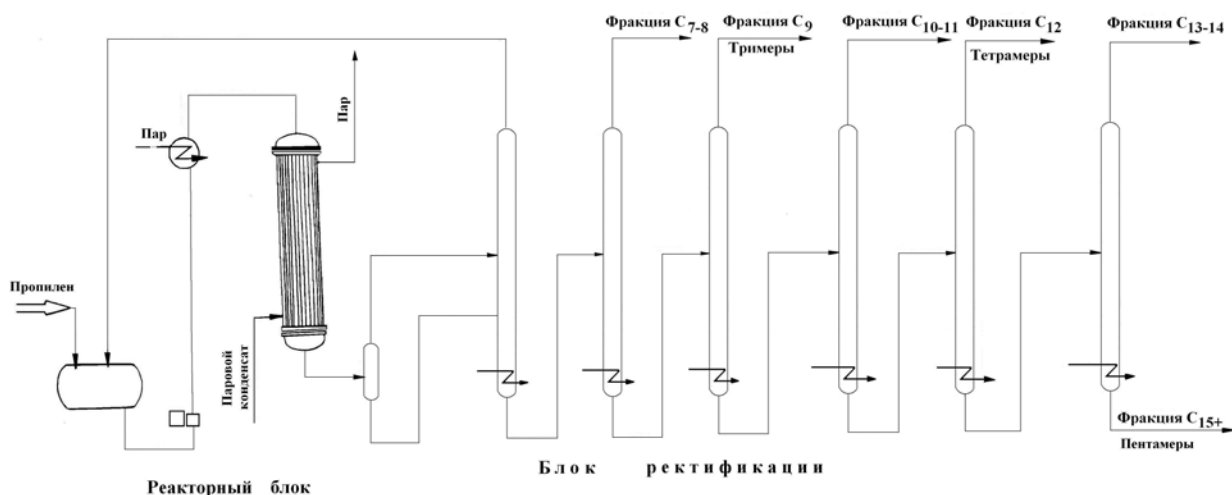 Фракция C7-8
Фракция C9
Тримеры
Фракция C10-11
Фракция C12
Тетрамеры
Фракция C13-14
Пар
Пар
Пропилен
Паровой
конденсат
Фракция C15+
Пентамеры
Блок ректификации
Реакторный блок